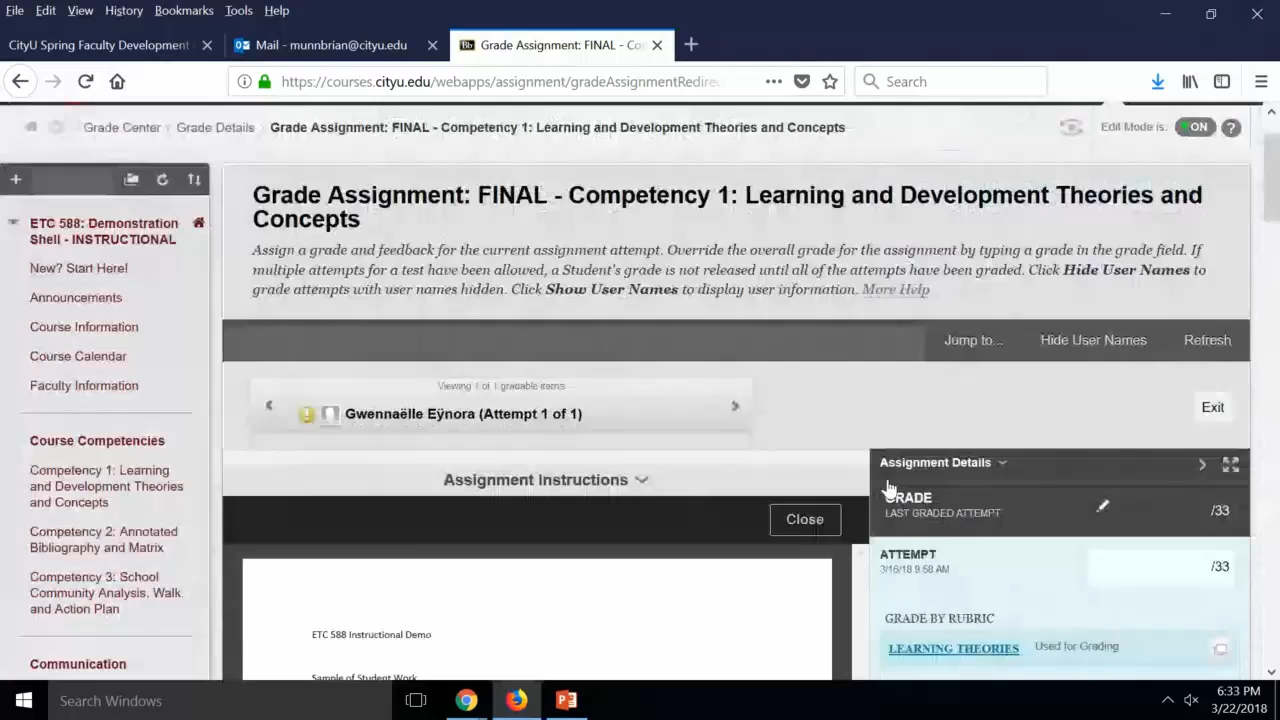 File Edit View History Bookmarks Tools Help
CityU Spring Faculty Development
Mail - munnbrian@cityu.edu
Grade Assignment: FINAL - Co
https://courses.cityu.edu/webapps/assignment/gradeAssignmentRedirec
Search
Grade Center Grade Details Grade Assignment: FINAL - Competency 1: Learning and Development Theories and Concepts
Edit Mode is: ON ?
ETC 588: Demonstration
Shell - INSTRUCTIONAL
New? Start Here!
Announcements
Course Information
Course Calendar
Faculty Information
Course Competencies
Competency 1: Learning
and Development Theories
and Concepts
Competency 2: Annotated
Bibliography and Matrix
Competency 3: School
Community Analysis, Walk,
and Action Plan
Communication
Grade Assignment: FINAL - Competency 1: Learning and Development Theories and
Concepts
Assign a grade and feedback for the current assignment attempt. Override the overall grade for the assignment by typing a grade in the grade field. If
multiple attempts for a test have been allowed, a Student's grade is not released until all of the attempts have been graded. Click Hide User Names to
grade attempts with user names hidden. Click Show User Names to display user information. More Help
Jump to... Hide User Names Refresh
Viewing 1 of 1 gradable items
Gwennaëlle Eÿnora (Attempt 1 of 1)
Exit
Assignment Instructions
Close
ETC 588 Instructional Demo
Sample of Student Work
Assignment Details
GRADE
LAST GRADED ATTEMPT
/33
ATTEMPT
3/16/18 9:58 AM
/33
GRADE BY RUBRIC
LEARNING THEORIES Used for Grading
Search Windows
6:33 PM
3/22/2018